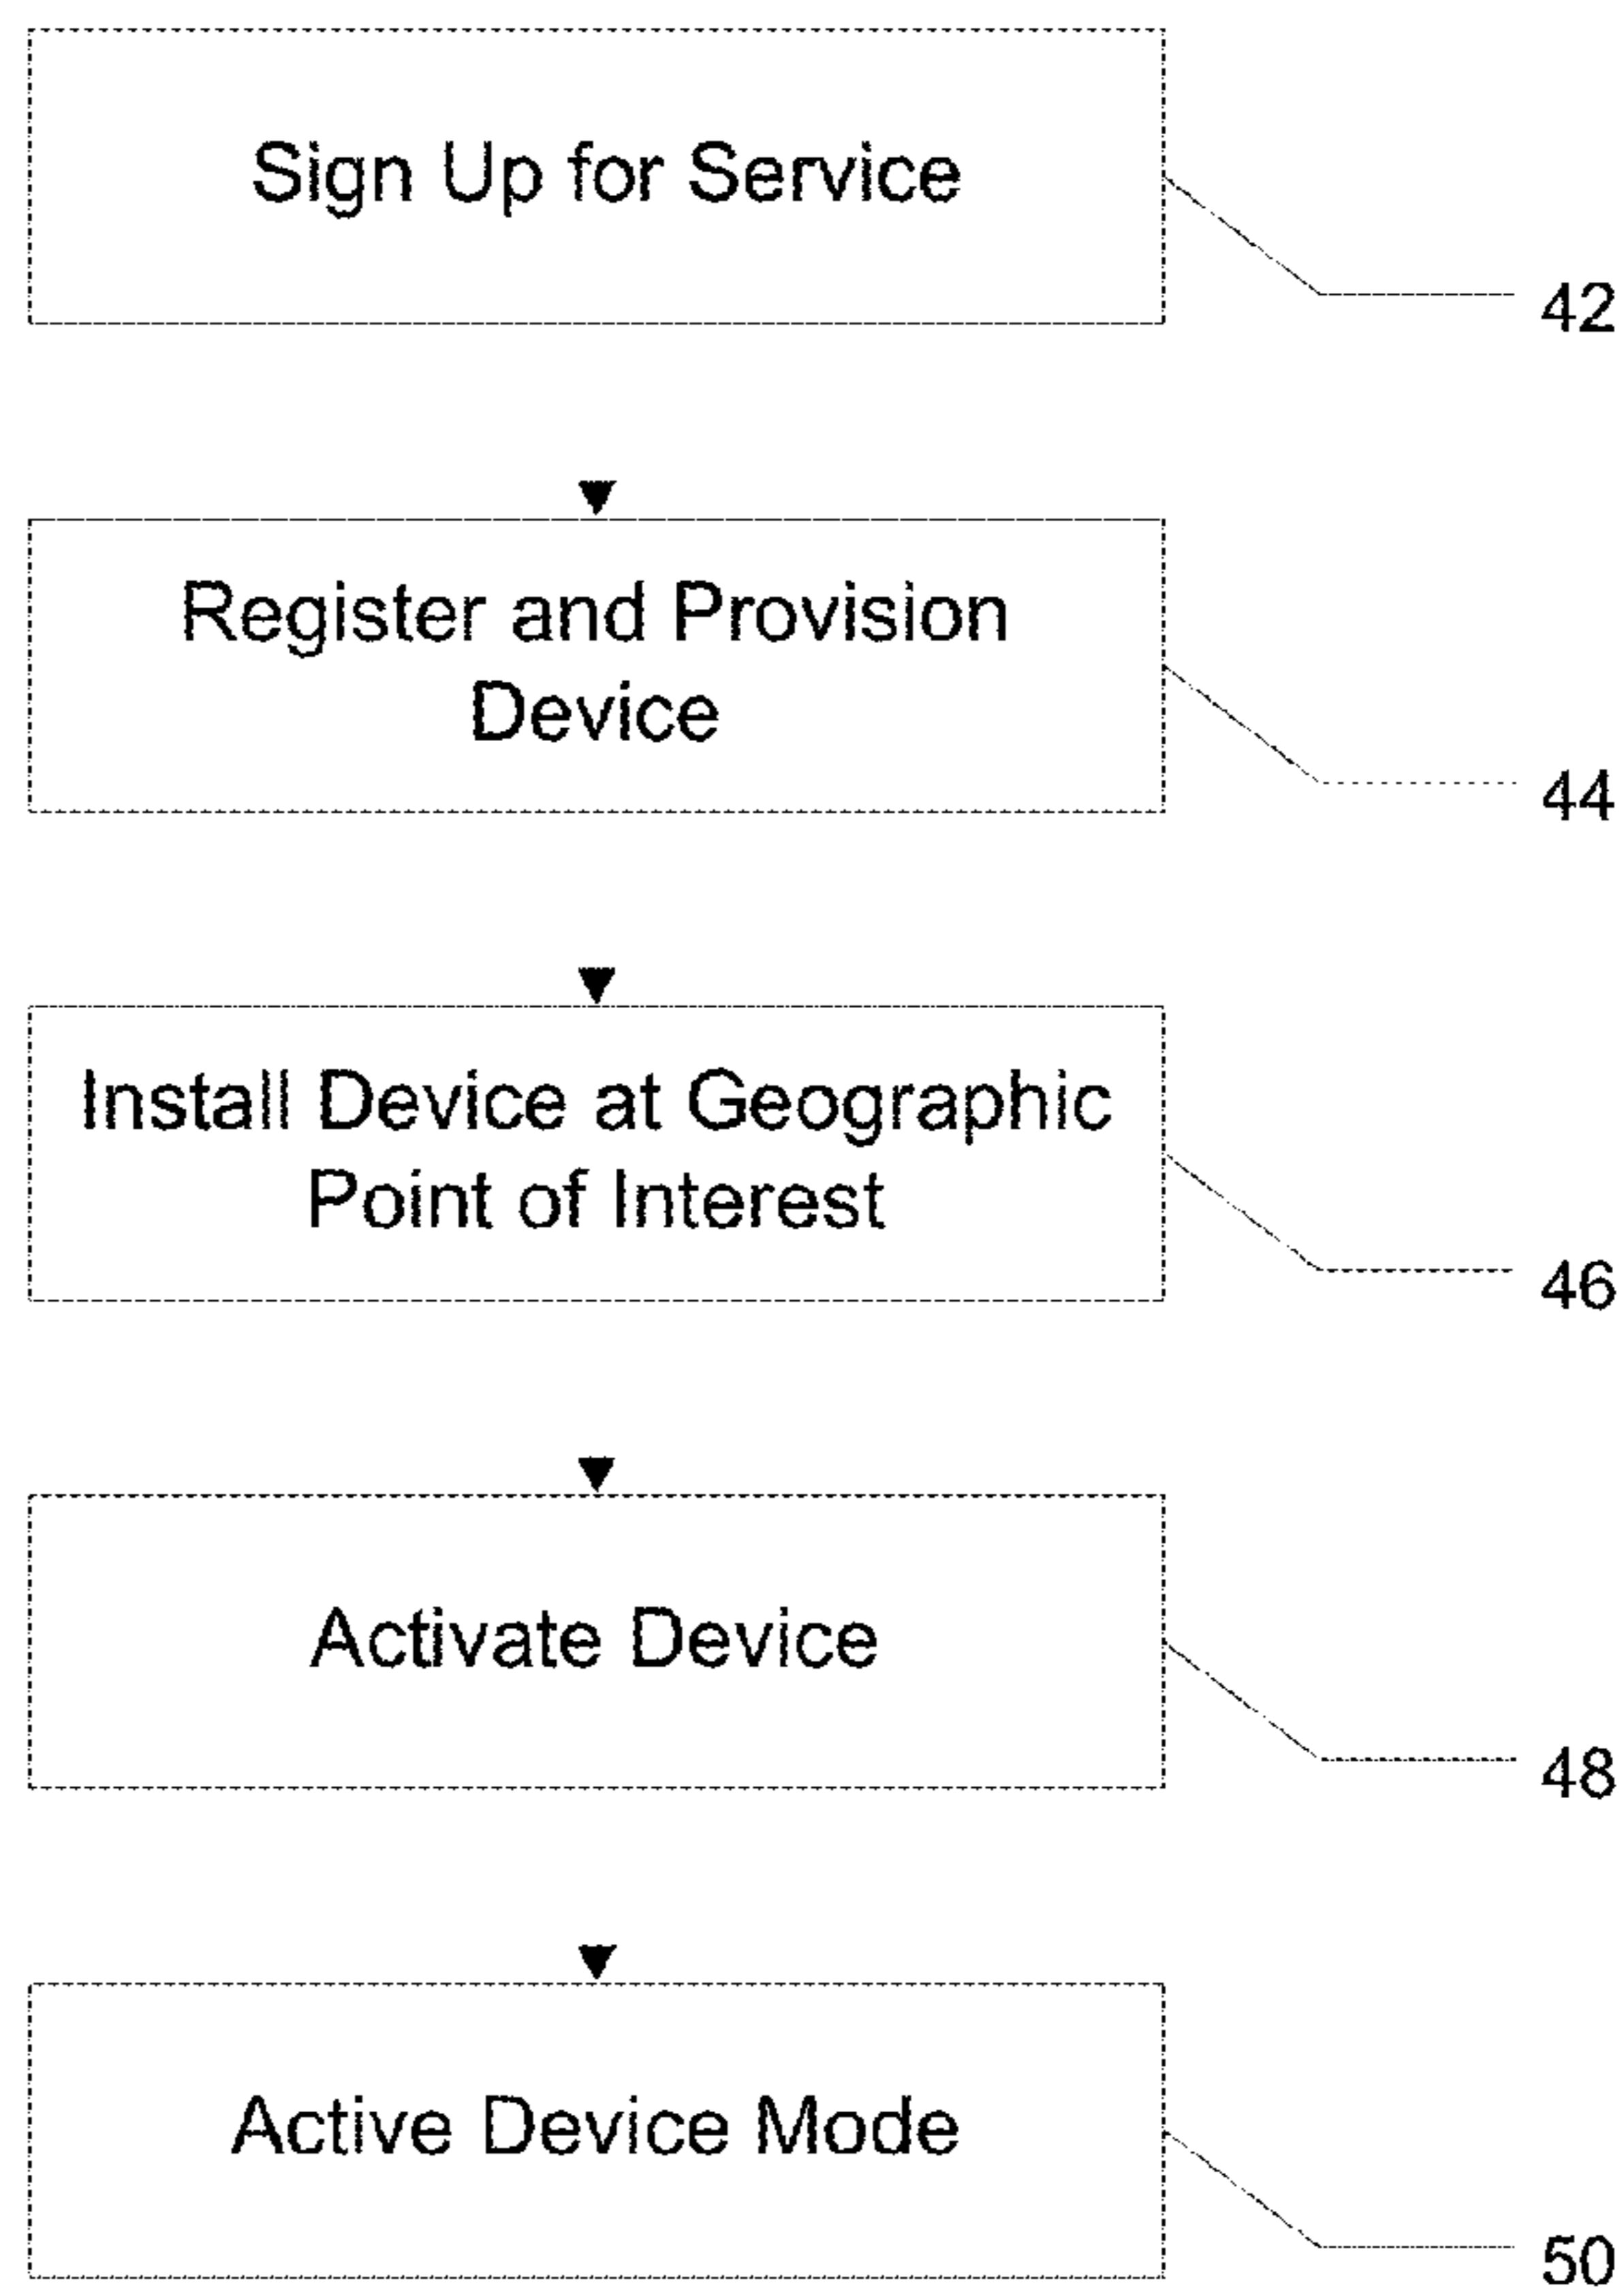 Sign Up for Service
42
Register and Provision
Device
44
Install Device at Geographic
Point of Interest
46
Activate Device
48
Active Device Mode
50